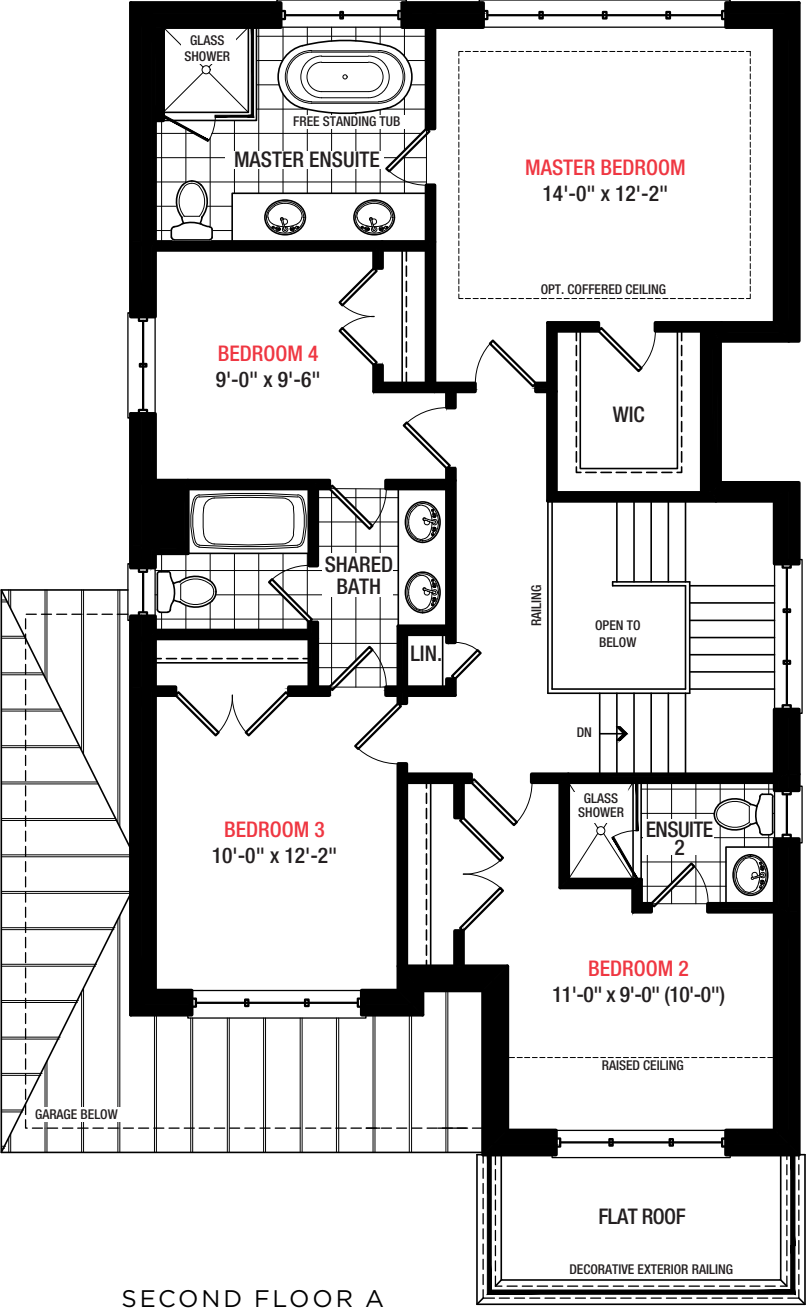 GLASS
SHOWER
FREE STANDING TUB
MASTER ENSUITE
MASTER BEDROOM
14'-0" x 12'-2"
OPT. COFFERED CEILING
BEDROOM 4
9'-0" x 9'-6"
WIC
SHARED
BATH
RAILING
OPEN TO
BELOW
LIN.
DN
BEDROOM 3
10'-0" x 12'-2"
GLASS
SHOWER
ENSUITE
2
BEDROOM 2
11'-0" x 9'-0" (10'-0")
RAISED CEILING
GARAGE BELOW
FLAT ROOF
DECORATIVE EXTERIOR RAILING
SECOND FLOOR A